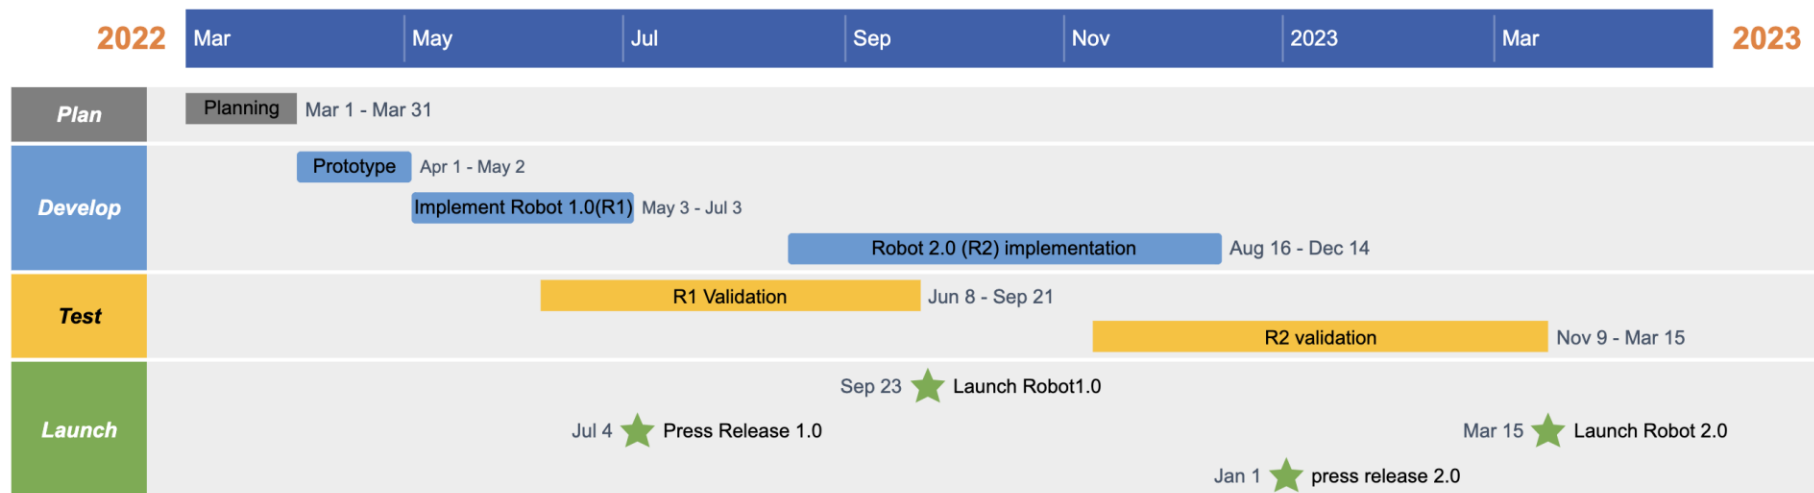 2022 Mar May Jul Sep Nov 2023 Mar 2023
Plan
Planning Mar 1 - Mar 31
Develop
Prototype Apr 1 - May 2
Implement Robot 1.0(R1) May 3 - Jul 3
Robot 2.0 (R2) implementation Aug 16 - Dec 14
Test
R1 Validation Jun 8 - Sep 21
R2 validation Nov 9 - Mar 15
Launch
Sep 23 Launch Robot1.0
Jul 4 Press Release 1.0
Mar 15 Launch Robot 2.0
Jan 1 press release 2.0